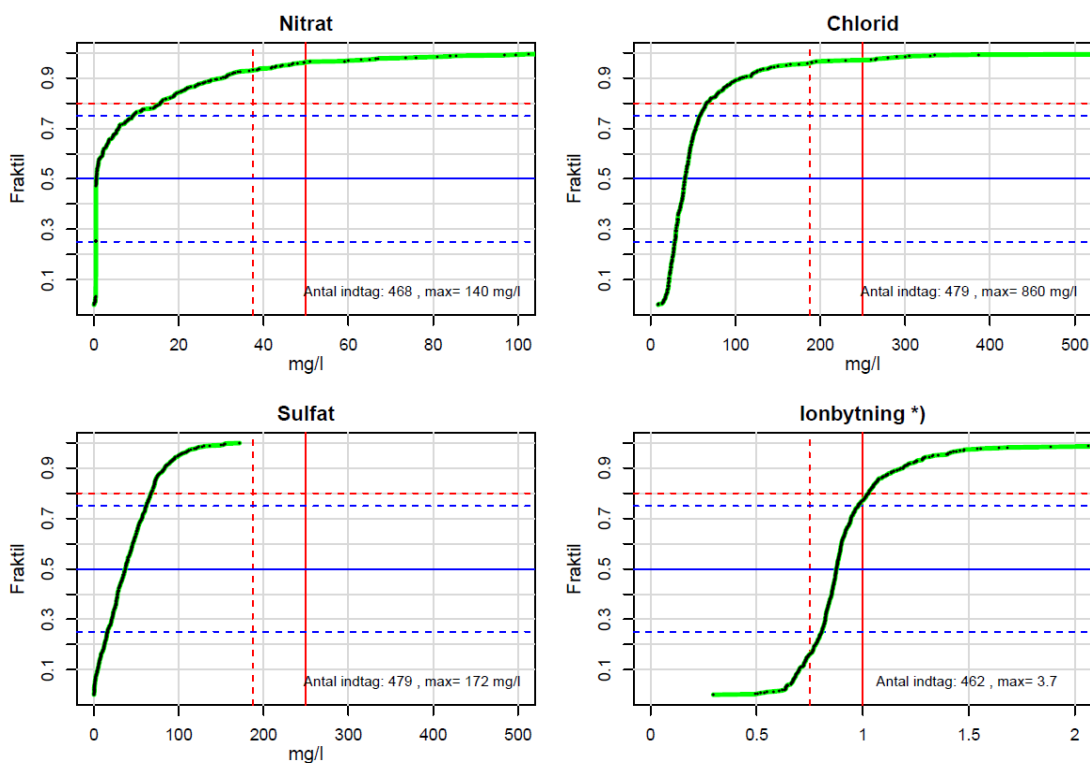 Nitrat
Fraktil
0.1 0.3 0.5 0.7 0.9
Antal indtag: 468 , max= 140 mg/l
0 20 40 60 80 100
mg/l
Chlorid
Fraktil
0.1 0.3 0.5 0.7 0.9
Antal indtag: 479 , max= 860 mg/l
0 100 200 300 400 500
mg/l
Sulfat
Fraktil
0.1 0.3 0.5 0.7 0.9
Antal indtag: 479 , max= 172 mg/l
0 100 200 300 400 500
mg/l
Ionbytning *)
Fraktil
0.1 0.3 0.5 0.7 0.9
Antal indtag: 462 , max= 3.7
0 0.5 1 1.5 2